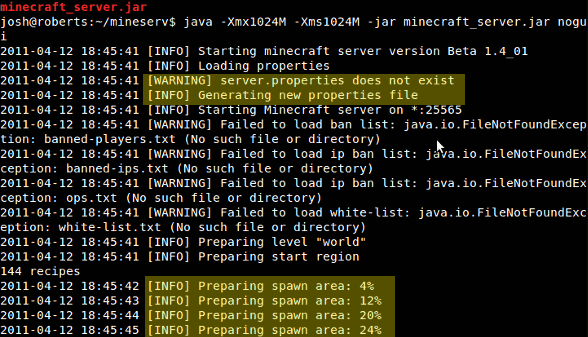 minecraft_server.jar
josh@roberts:~/mineserv$ java -Xmx1024M -Xms1024M -jar minecraft_server.jar nogu
i
2011-04-12 18:45:41 [INFO] Starting minecraft server version Beta 1.4_01
2011-04-12 18:45:41 [INFO] Loading properties
2011-04-12 18:45:41 [WARNING] server.properties does not exist
2011-04-12 18:45:41 [INFO] Generating new properties file
2011-04-12 18:45:41 [INFO] Starting Minecraft server on *:25565
2011-04-12 18:45:41 [WARNING] Failed to load ban list: java.io.FileNotFoundExcep
tion: banned-players.txt (No such file or directory)
2011-04-12 18:45:41 [WARNING] Failed to load ip ban list: java.io.FileNotFoundEx
ception: banned-ips.txt (No such file or directory)
2011-04-12 18:45:41 [WARNING] Failed to load ip ban list: java.io.FileNotFoundEx
ception: ops.txt (No such file or directory)
2011-04-12 18:45:41 [WARNING] Failed to load white-list: java.io.FileNotFoundExc
eption: white-list.txt (No such file or directory)
2011-04-12 18:45:41 [INFO] Preparing level "world"
2011-04-12 18:45:41 [INFO] Preparing start region
144 recipes
2011-04-12 18:45:42 [INFO] Preparing spawn area: 4%
2011-04-12 18:45:43 [INFO] Preparing spawn area: 12%
2011-04-12 18:45:44 [INFO] Preparing spawn area: 20%
2011-04-12 18:45:45 [INFO] Preparing spawn area: 24%